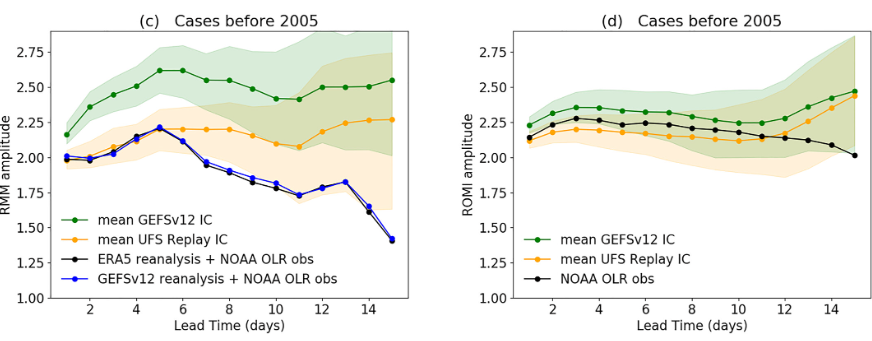 (c) Cases before 2005
2.75
2.50
2.25
2.00
1.75
1.50
1.25
1.00
RMM amplitude
mean GEFSv12 IC
mean UFS Replay IC
ERA5 reanalysis + NOAA OLR obs
GEFSv12 reanalysis + NOAA OLR obs
2 4 6 8 10 12 14
Lead Time (days)
(d) Cases before 2005
2.75
2.50
2.25
2.00
1.75
1.50
1.25
1.00
ROMI amplitude
mean GEFSv12 IC
mean UFS Replay IC
NOAA OLR obs
2 4 6 8 10 12 14
Lead Time (days)